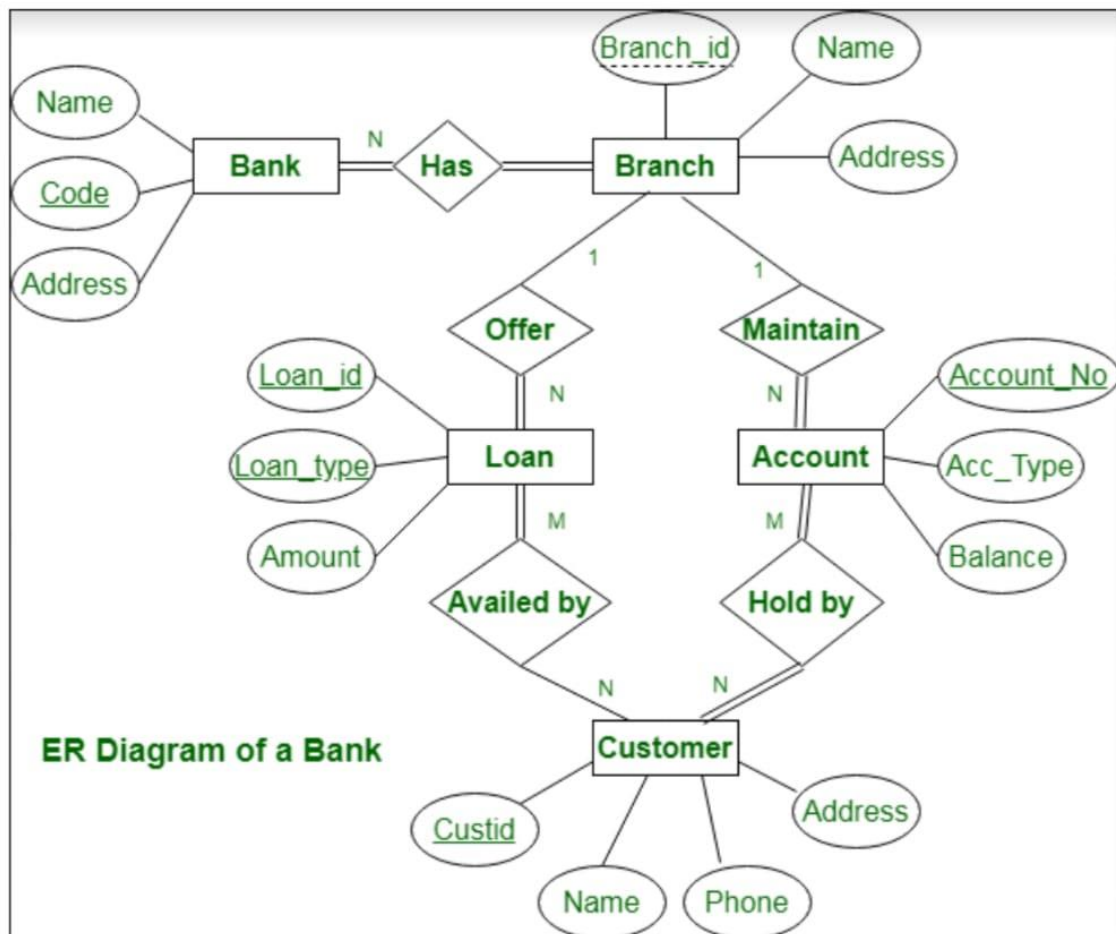 Branch_id
Name
Name
N
Bank
Has
Branch
Address
Code
Address
1
1
Offer
Maintain
Loan_id
N
N
Account_No
Loan_type
Loan
Account
Acc_Type
M
M
Amount
Balance
Availed by
Hold by
N
N
ER Diagram of a Bank
Customer
Custid
Address
Name
Phone